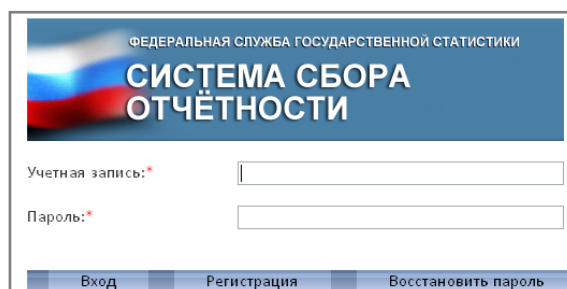 ФЕДЕРАЛЬНАЯ СЛУЖБА ГОСУДАРСТВЕННОЙ СТАТИСТИКИ
СИСТЕМА СБОРА
ОТЧЁТНОСТИ
Учетная запись:*
Пароль:*
Вход Регистрация Восстановить пароль